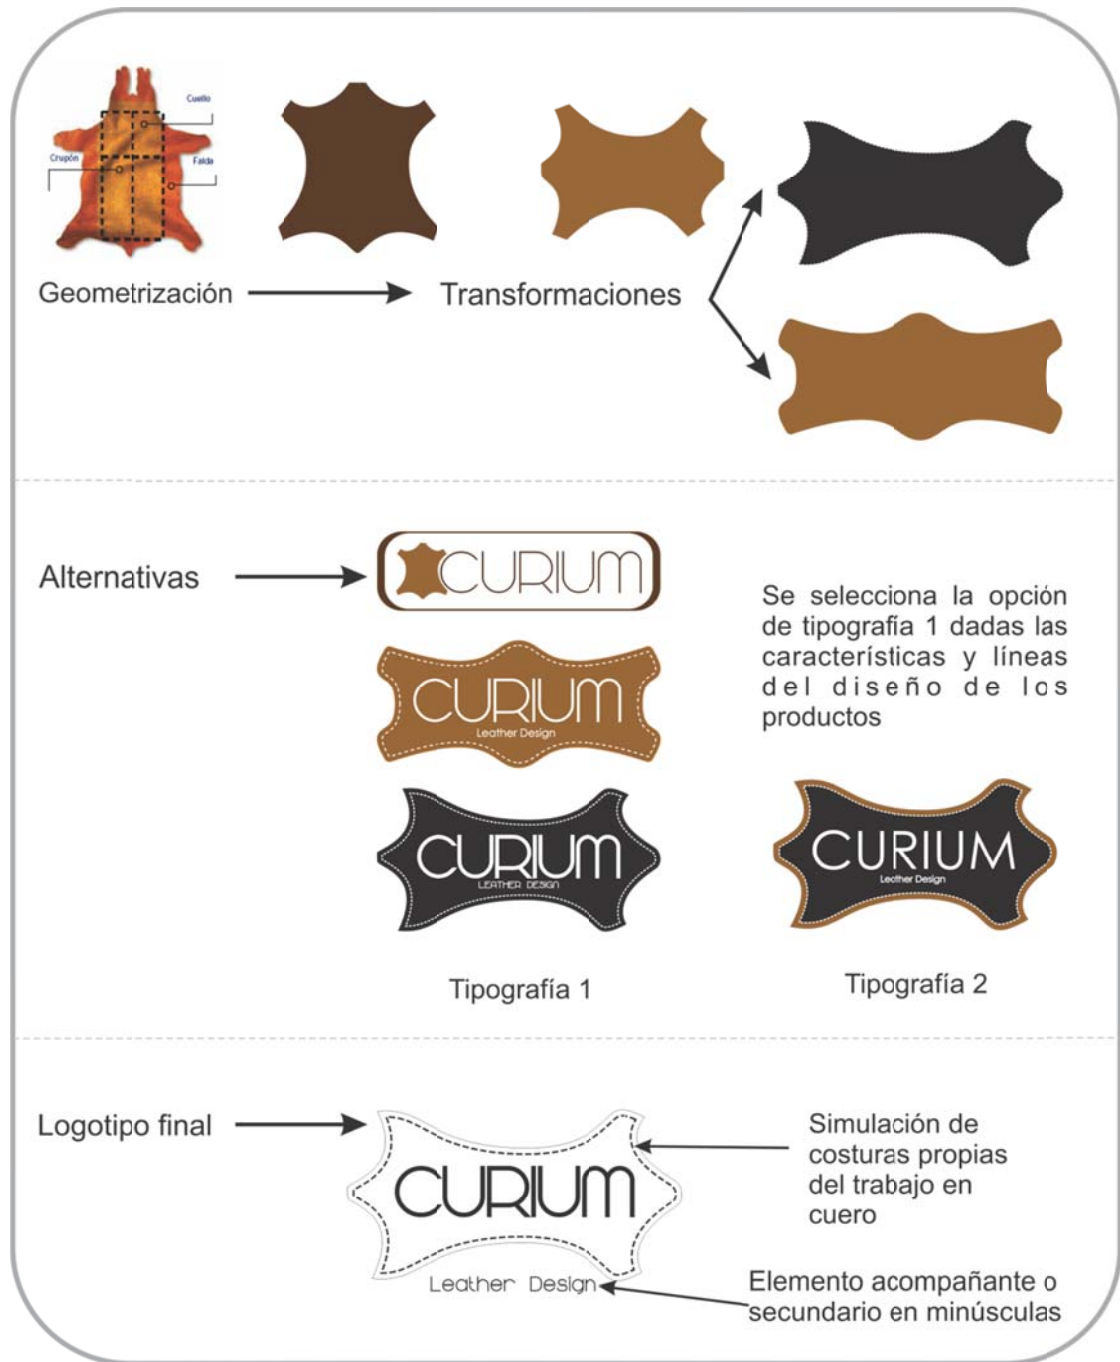 Cuello
Crupón
Falda
Geometrización
Transformaciones
Alternativas
CURIUM
Se selecciona la opción
de tipografía 1 dadas las
características y líneas
del diseño de los
productos
CURIUM
Leather Design
CURIUM
LEATHER DESIGN
CURIUM
Leather Design
Tipografía 1
Tipografía 2
Logotipo final
CURIUM
Leather Design
Simulación de
costuras propias
del trabajo en
cuero
Elemento acompañante o
secundario en minúsculas